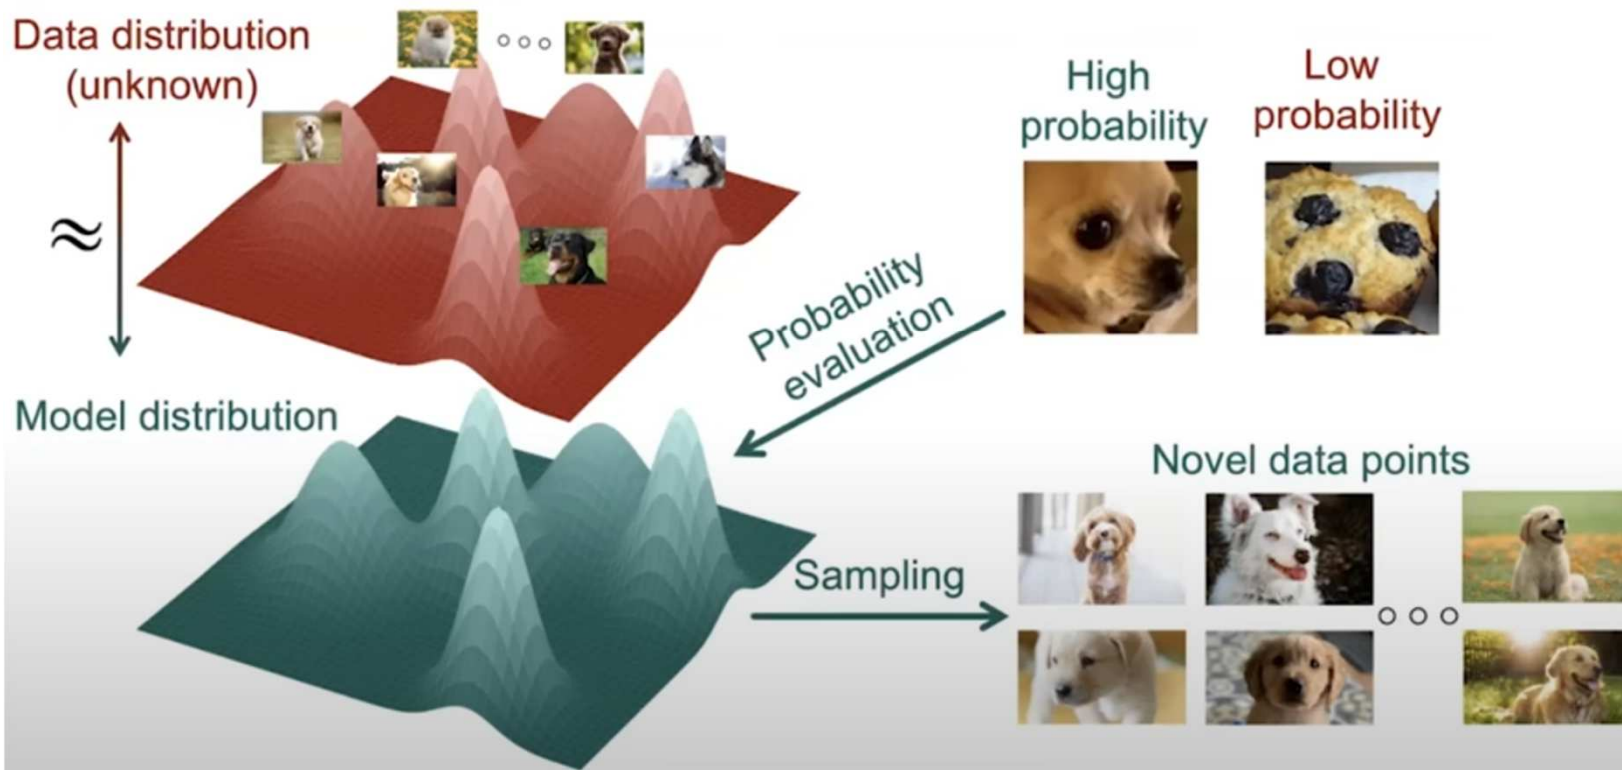 Data distribution
(unknown)
≈
Model distribution
High
probability
Low
probability
Probability
evaluation
Novel data points
Sampling